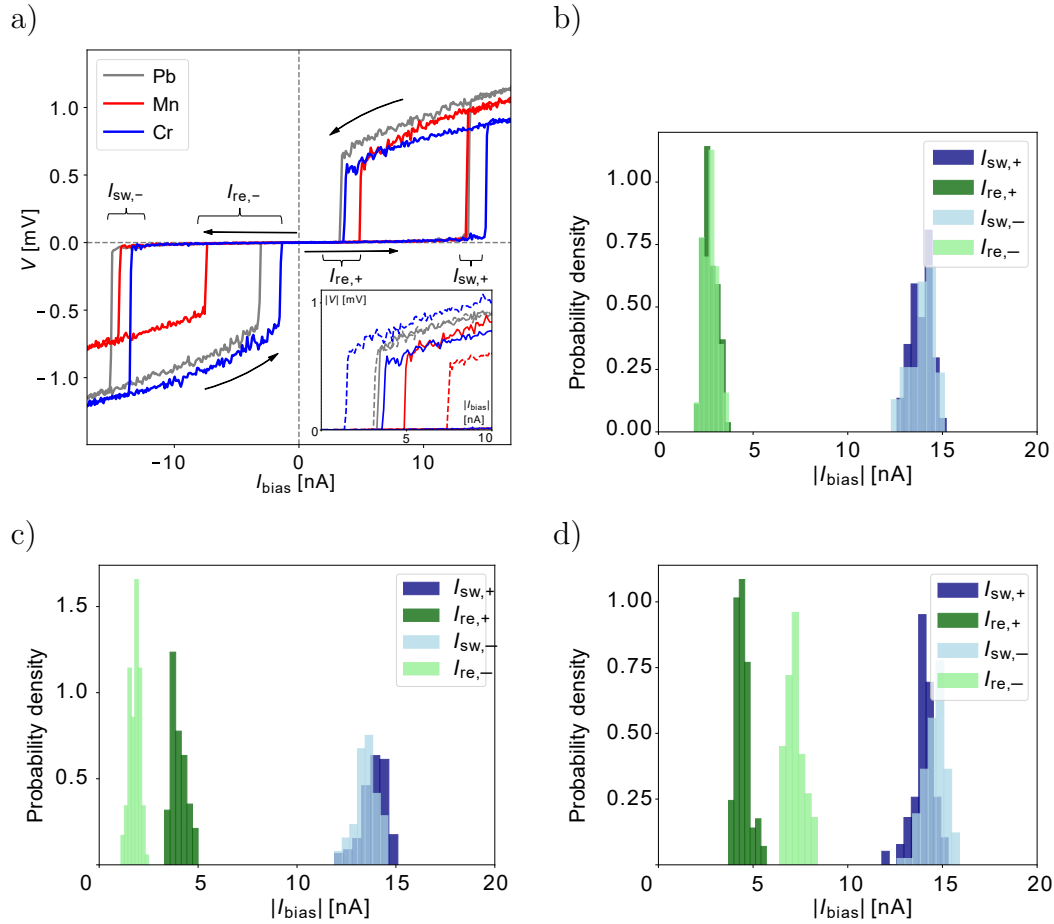 a)
Pb
Mn
Cr
1.0
0.5
0.0
−0.5
−1.0
V [mV]
I_sw,−
I_re,−
I_re,+
I_sw,+
|V| [mV]
1
0
5
10
|I_bias|
[nA]
−10
0
10
I_bias [nA]
b)
1.00
0.75
0.50
0.25
0.00
Probability density
I_sw,+
I_re,+
I_sw,−
I_re,−
0
5
10
15
20
|I_bias| [nA]
c)
1.5
1.0
0.5
Probability density
I_sw,+
I_re,+
I_sw,−
I_re,−
0
5
10
15
20
|I_bias| [nA]
d)
1.00
0.75
0.50
0.25
Probability density
I_sw,+
I_re,+
I_sw,−
I_re,−
0
5
10
15
20
|I_bias| [nA]